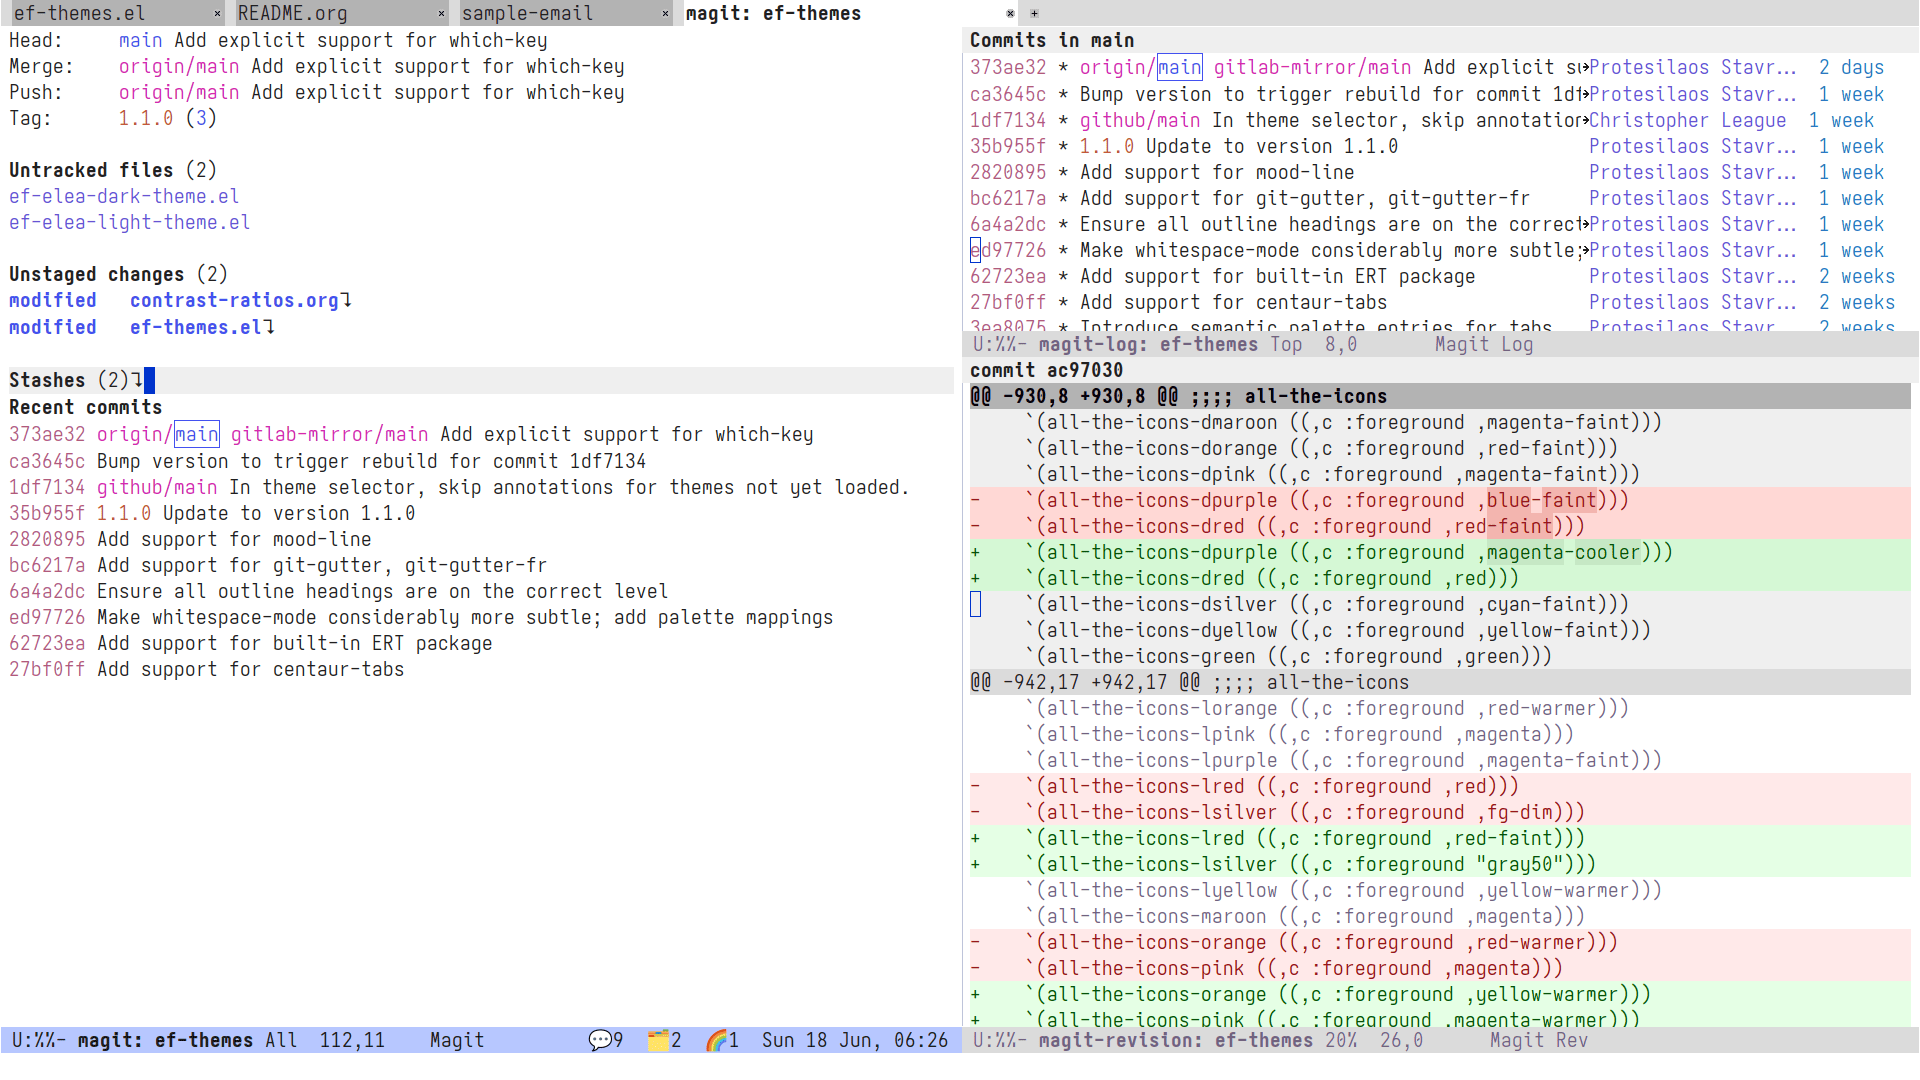 ef-themes.el × README.org × sample-email × magit: ef-themes × +
Head:     main Add explicit support for which-key
Merge:    origin/main Add explicit support for which-key
Push:     origin/main Add explicit support for which-key
Tag:      1.1.0 (3)
Untracked files (2)
ef-elea-dark-theme.el
ef-elea-light-theme.el
Unstaged changes (2)
modified   contrast-ratios.org
modified   ef-themes.el
Stashes (2)
Recent commits
373ae32 origin/main gitlab-mirror/main Add explicit support for which-key
ca3645c Bump version to trigger rebuild for commit 1df7134
1df7134 github/main In theme selector, skip annotations for themes not yet loaded.
35b955f 1.1.0 Update to version 1.1.0
2820895 Add support for mood-line
bc6217a Add support for git-gutter, git-gutter-fr
6a4a2dc Ensure all outline headings are on the correct level
ed97726 Make whitespace-mode considerably more subtle; add palette mappings
62723ea Add support for built-in ERT package
27bf0ff Add support for centaur-tabs
U:%%- magit: ef-themes All  112,11    Magit    💬9  🗂️2  🌈1  Sun 18 Jun, 06:26
Commits in main
373ae32 * origin/main gitlab-mirror/main Add explicit su→Protesilaos Stavr…  2 days
ca3645c * Bump version to trigger rebuild for commit 1df→Protesilaos Stavr…  1 week
1df7134 * github/main In theme selector, skip annotation→Christopher League  1 week
35b955f * 1.1.0 Update to version 1.1.0 Protesilaos Stavr…  1 week
2820895 * Add support for mood-line Protesilaos Stavr…  1 week
bc6217a * Add support for git-gutter, git-gutter-fr Protesilaos Stavr…  1 week
6a4a2dc * Ensure all outline headings are on the correct→Protesilaos Stavr…  1 week
ed97726 * Make whitespace-mode considerably more subtle;→Protesilaos Stavr…  1 week
62723ea * Add support for built-in ERT package Protesilaos Stavr…  2 weeks
27bf0ff * Add support for centaur-tabs Protesilaos Stavr…  2 weeks
3ea8075 * Introduce semantic palette entries for tabs Protesilaos Stavr…  2 weeks
U:%%- magit-log: ef-themes Top  8,0       Magit Log
commit ac97030
@@ -930,8 +930,8 @@ ;;;; all-the-icons
     `(all-the-icons-dmaroon ((,c :foreground ,magenta-faint)))
     `(all-the-icons-dorange ((,c :foreground ,red-faint)))
     `(all-the-icons-dpink ((,c :foreground ,magenta-faint)))
-    `(all-the-icons-dpurple ((,c :foreground ,blue-faint)))
-    `(all-the-icons-dred ((,c :foreground ,red-faint)))
+    `(all-the-icons-dpurple ((,c :foreground ,magenta-cooler)))
+    `(all-the-icons-dred ((,c :foreground ,red)))
     `(all-the-icons-dsilver ((,c :foreground ,cyan-faint)))
     `(all-the-icons-dyellow ((,c :foreground ,yellow-faint)))
     `(all-the-icons-green ((,c :foreground ,green)))
@@ -942,17 +942,17 @@ ;;;; all-the-icons
     `(all-the-icons-lorange ((,c :foreground ,red-warmer)))
     `(all-the-icons-lpink ((,c :foreground ,magenta)))
     `(all-the-icons-lpurple ((,c :foreground ,magenta-faint)))
-    `(all-the-icons-lred ((,c :foreground ,red)))
-    `(all-the-icons-lsilver ((,c :foreground ,fg-dim)))
+    `(all-the-icons-lred ((,c :foreground ,red-faint)))
+    `(all-the-icons-lsilver ((,c :foreground "gray50")))
     `(all-the-icons-lyellow ((,c :foreground ,yellow-warmer)))
     `(all-the-icons-maroon ((,c :foreground ,magenta)))
-    `(all-the-icons-orange ((,c :foreground ,red-warmer)))
-    `(all-the-icons-pink ((,c :foreground ,magenta)))
+    `(all-the-icons-orange ((,c :foreground ,yellow-warmer)))
+    `(all-the-icons-pink ((,c :foreground ,magenta-warmer)))
U:%%- magit-revision: ef-themes 20%  26,0      Magit Rev